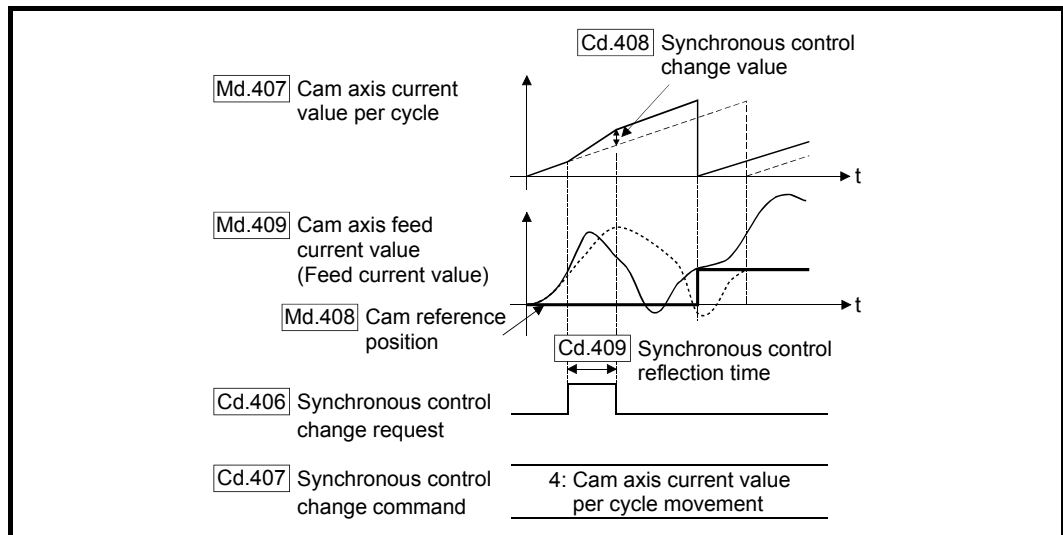 Cd.408 Synchronous control
change value
Md.407 Cam axis current
value per cycle
t
Md.409 Cam axis feed
current value
(Feed current value)
t
Md.408 Cam reference
position
Cd.409 Synchronous control
reflection time
Cd.406 Synchronous control
change request
Cd.407 Synchronous control
change command
4: Cam axis current value
per cycle movement